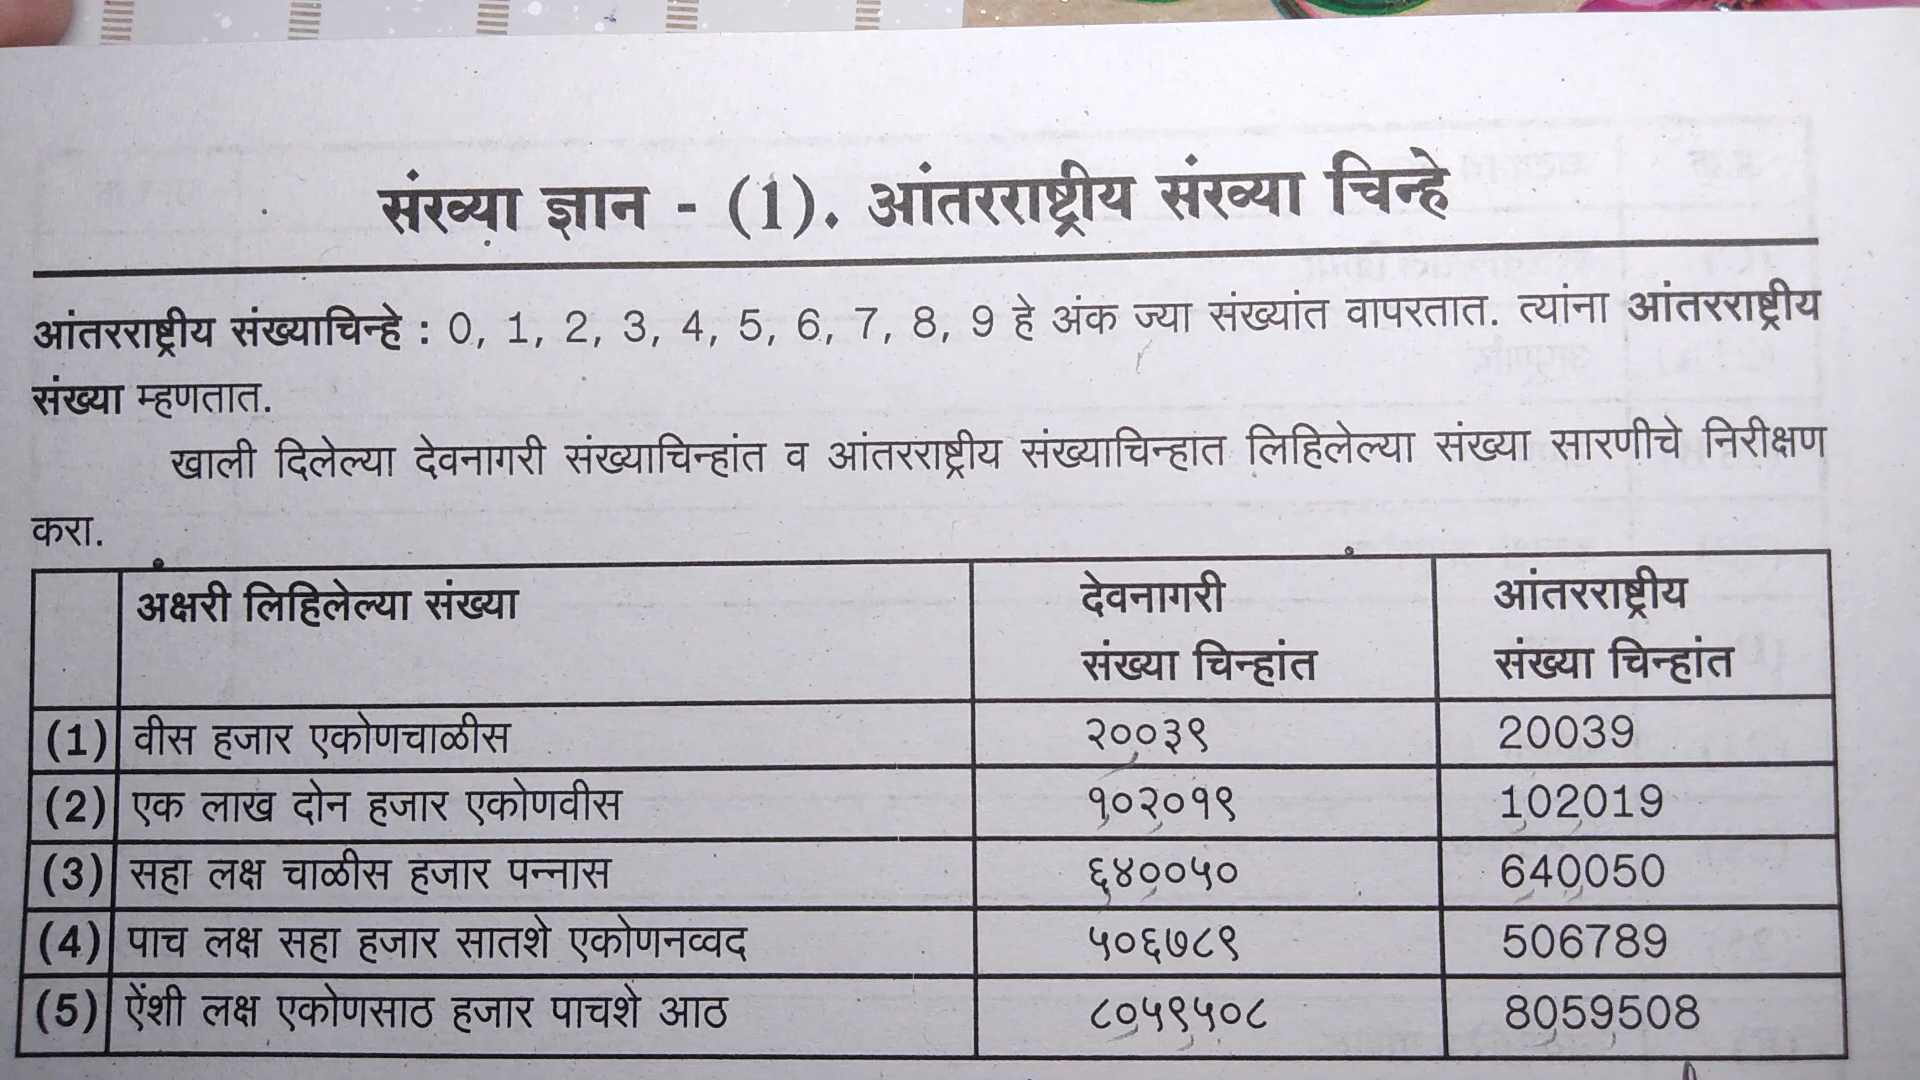 संख्या ज्ञान - (1). आंतरराष्ट्रीय संख्या चिन्हे
आंतरराष्ट्रीय संख्याचिन्हे : 0, 1, 2, 3, 4, 5, 6, 7, 8, 9 हे अंक ज्या संख्यांत वापरतात. त्यांना आंतरराष्ट्रीय
संख्या म्हणतात.
खाली दिलेल्या देवनागरी संख्याचिन्हांत व आंतरराष्ट्रीय संख्याचिन्हात लिहिलेल्या संख्या सारणीचे निरीक्षण
करा.
अक्षरी लिहिलेल्या संख्या देवनागरी आंतरराष्ट्रीय
संख्या चिन्हांत संख्या चिन्हांत
(1) वीस हजार एकोणचाळीस २००३९ 20039
(2) एक लाख दोन हजार एकोणवीस १०२०१९ 102019
(3) सहा लक्ष चाळीस हजार पन्नास ६४००५० 640050
(4) पाच लक्ष सहा हजार सातशे एकोणनव्वद ५०६७८९ 506789
(5) ऐंशी लक्ष एकोणसाठ हजार पाचशे आठ ८०५९५०८ 8059508